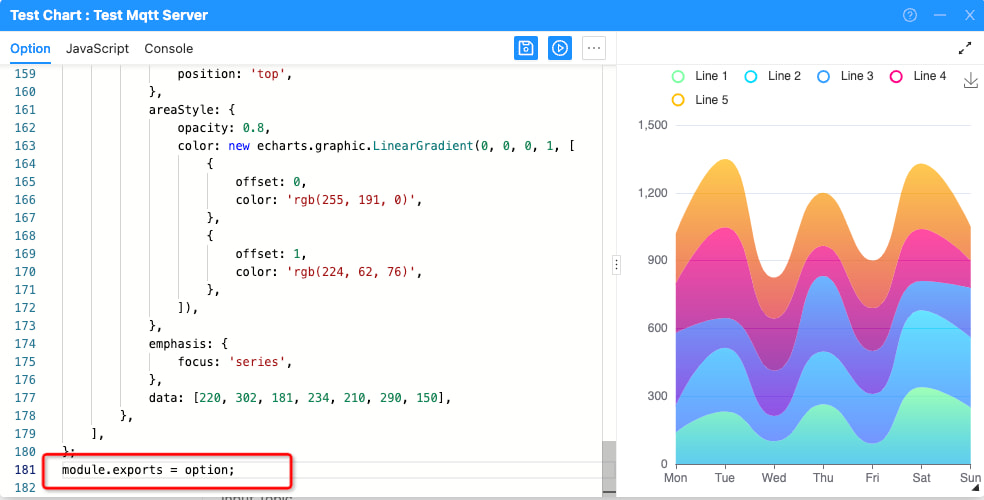 Test Chart : Test Mqtt Server
Option JavaScript Console
159 position: 'top',
160 },
161 areaStyle: {
162 opacity: 0.8,
163 color: new echarts.graphic.LinearGradient(0, 0, 0, 1, [
164 {
165 offset: 0,
166 color: 'rgb(255, 191, 0)',
167 },
168 {
169 offset: 1,
170 color: 'rgb(224, 62, 76)',
171 },
172 ]),
173 },
174 emphasis: {
175 focus: 'series',
176 },
177 data: [220, 302, 181, 234, 210, 290, 150],
178 },
179 ],
180 };
181 module.exports = option;
182
Line 1 Line 2 Line 3 Line 4
Line 5
1,500
1,200
900
600
300
0
Mon Tue Wed Thu Fri Sat Sun